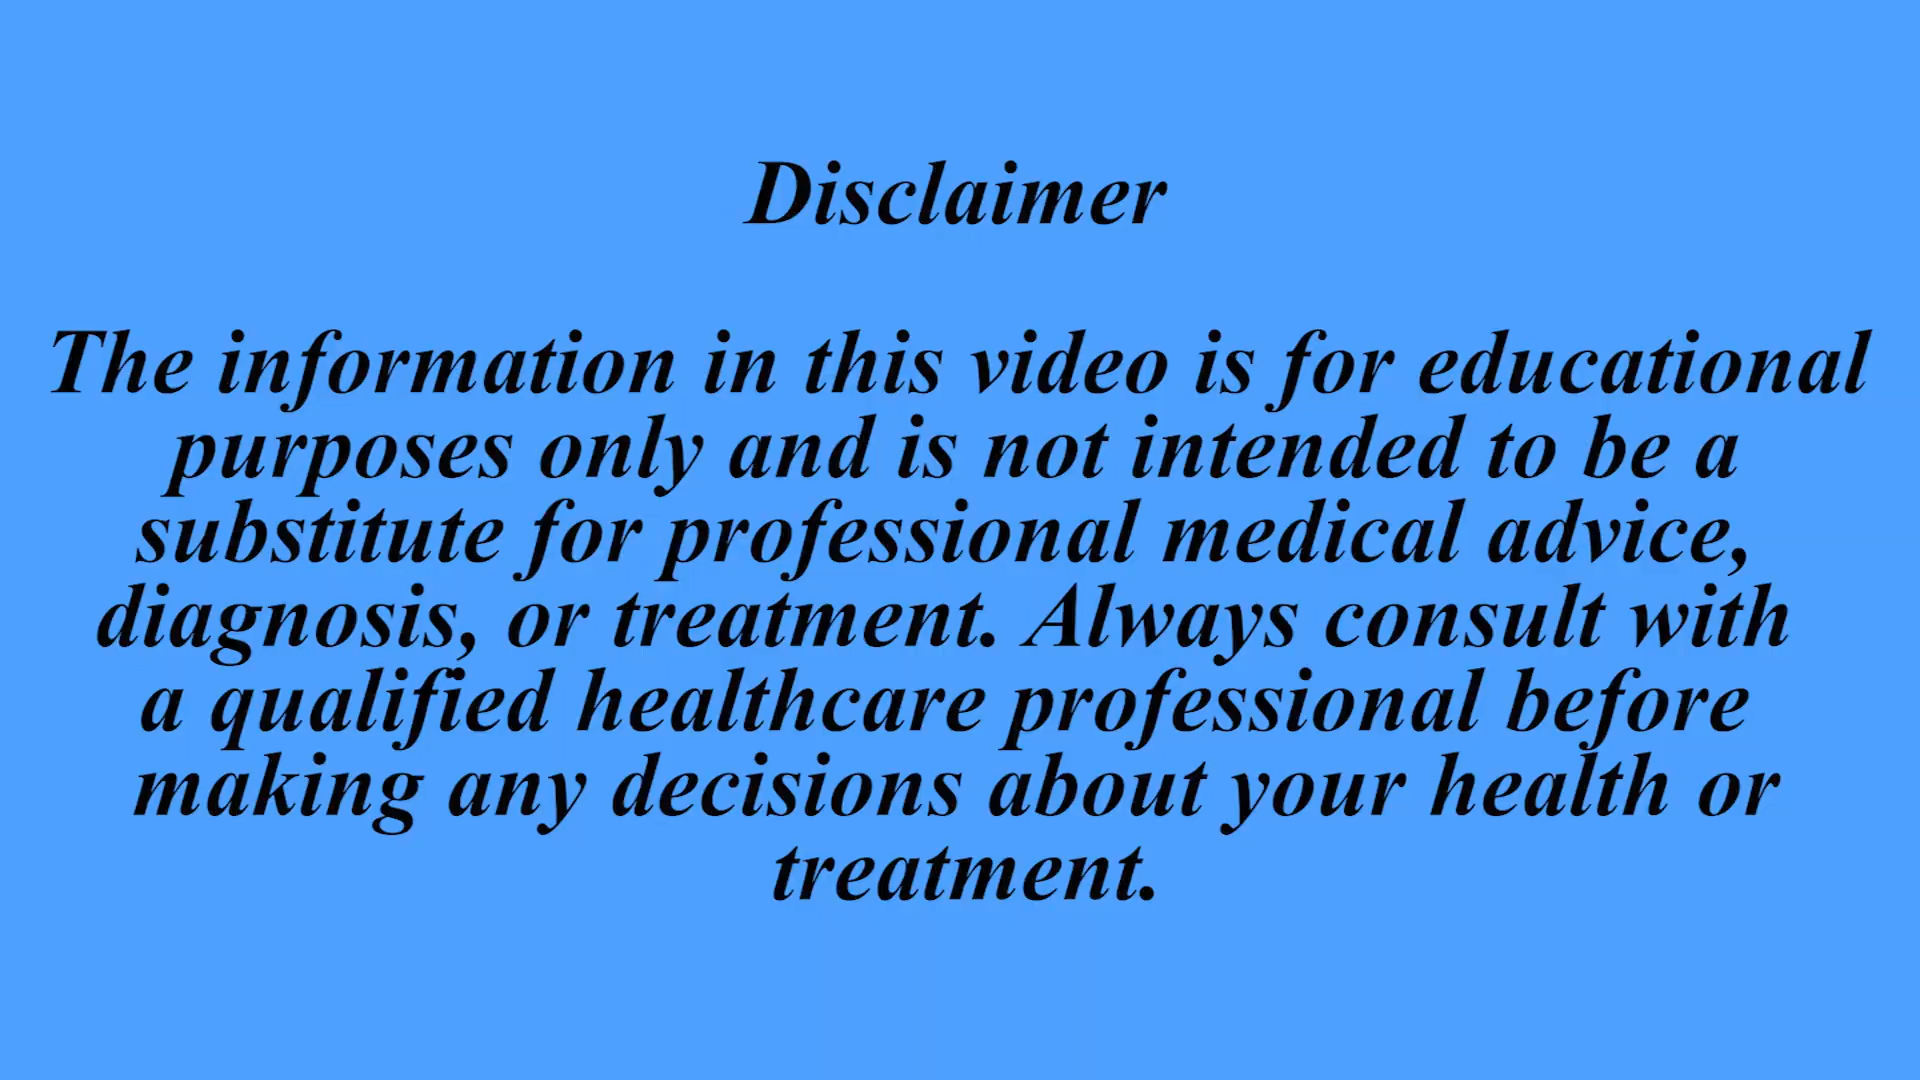 Disclaimer
The information in this video is for educational
purposes only and is not intended to be a
substitute for professional medical advice,
diagnosis, or treatment. Always consult with
a qualified healthcare professional before
making any decisions about your health or
treatment.